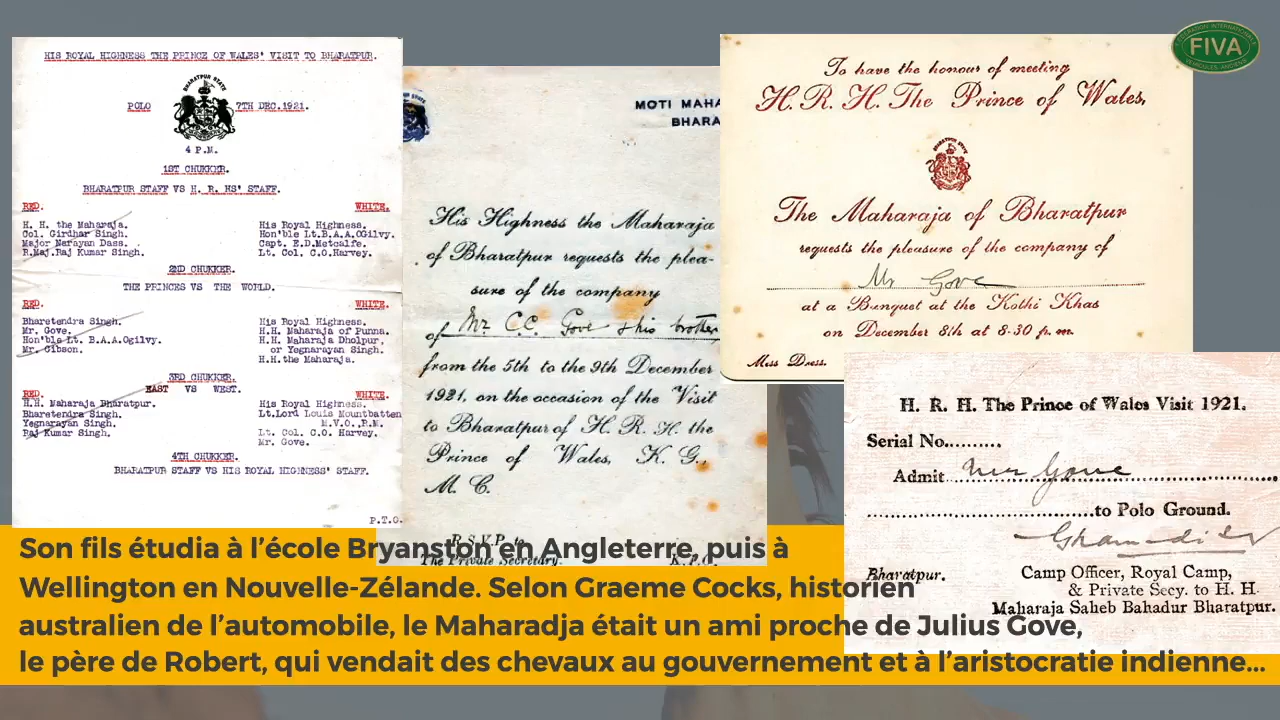 HIS ROYAL HIGHNESS THE PRINCE OF WALES' VISIT TO BHARATPUR.
BHARATPUR STATE
POLO 7TH DEC.1921.
4 P.M.
1ST CHUKKER.
BHARATPUR STAFF VS H. R. HS' STAFF.
RED. WHITE.
H. H. the Maharaja. His Royal Highness.
Col. Girdhar Singh. Hon'ble Lt.B.A.A.Ogilvy.
Major Narayan Dass. Capt. E.D.Metcalfe.
R.Maj.Raj Kumar Singh. Lt. Col. C.O.Harvey.
2ND CHUKKER.
THE PRINCES VS THE WORLD.
RED. WHITE.
Bharetendra Singh. His Royal Highness.
Mr. Gove. H.H. Maharaja of Punna.
Hon'ble Lt. B.A.A.Ogilvy. H.H. Maharaja Dholpur,
Mr. Gibson. or Yegnarayan Singh.
H.H.the Maharaja.
3RD CHUKKER.
EAST VS WEST.
RED. WHITE.
H.H. Maharaja Bharatpur. His Royal Highness.
Bharetendra Singh. Lt.Lord Louis Mountbatten
Yegnarayan Singh. M.V.O.,R.N.
Raj Kumar Singh. Lt. Col. C.O. Harvey.
Mr. Gove.
4TH CHUKKER.
BHARATPUR STAFF VS HIS ROYAL HIGHNESS' STAFF.
P.T.O.
MOTI MAHA
BHARA
His Highness the Maharaja
of Bharatpur requests the plea-
sure of the company
of Mr C.C. Gove & his brother
from the 5th to the 9th December
1921, on the occasion of the Visit
to Bharatpur of H. R. H. the
Prince of Wales, K. G.,
M. C.
R.S.V.P. to
The Private Secretary.
To have the honour of meeting
H. R. H. The Prince of Wales,
BHARATPUR STATE
The Maharaja of Bharatpur
requests the pleasure of the company of
Mr Gove
at a Banquet at the Kothi Khas
on December 8th at 8-30 p.m.
Mess Dress.
FIVA
H. R. H. The Prince of Wales Visit 1921.
Serial No..........
Admit Gove
to Polo Ground.
Bharatpur. Camp Officer, Royal Camp,
& Private Secy. to H. H.
Maharaja Saheb Bahadur Bharatpur.
Son fils étudia à l'école Bryanston en Angleterre, puis à
Wellington en Nouvelle-Zélande. Selon Graeme Cocks, historien
australien de l'automobile, le Maharadja était un ami proche de Julius Gove,
le père de Robert, qui vendait des chevaux au gouvernement et à l'aristocratie indienne...